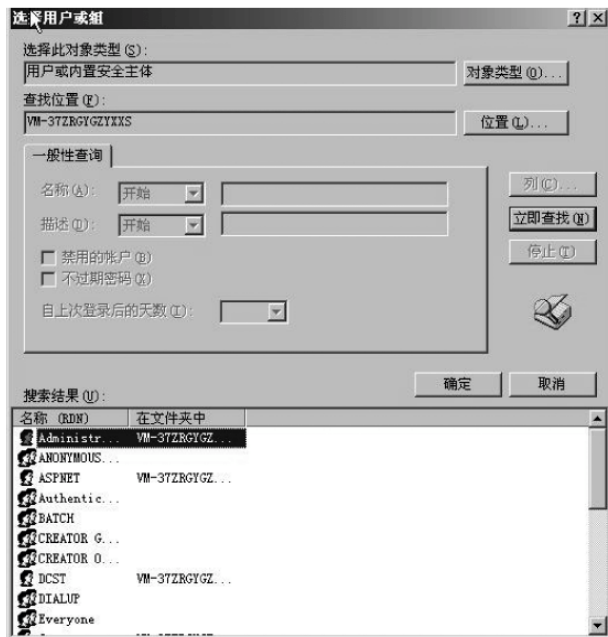 选择用户或组
选择此对象类型(S):
用户或内置安全主体
对象类型(O)...
查找位置(F):
VM-37ZRGYGZYXXS
位置(L)...
一般性查询
名称(A): 开始
列(C)...
描述(D): 开始
立即查找(N)
禁用的帐户(B)
停止(T)
不过期密码(X)
自上次登录后的天数(I):
确定 取消
搜索结果(U):
名称 (RDN) 在文件夹中
Administr... VM-37ZRGYGZ...
ANONYMOUS...
ASPNET VM-37ZRGYGZ...
Authentic...
BATCH
CREATOR G...
CREATOR O...
DCST VM-37ZRGYGZ...
DIALUP
Everyone